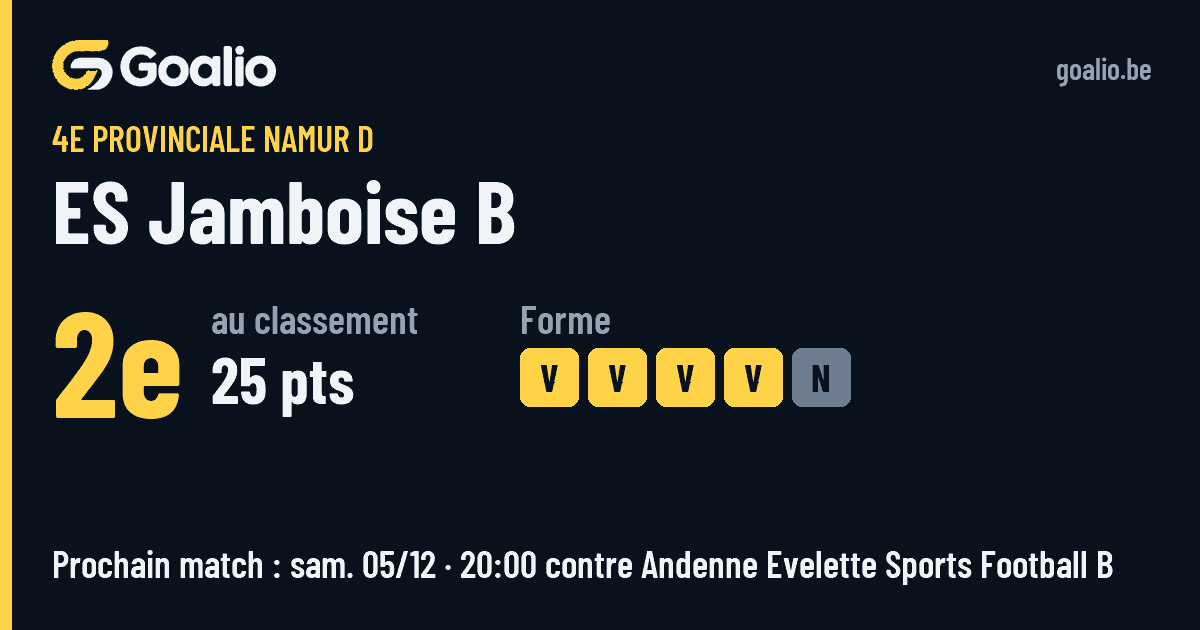 Goalio
goalio.be
4E PROVINCIALE NAMUR D
ES Jamboise B
2e
au classement
25 pts
Forme
V V V V N
Prochain match : sam. 05/12 · 20:00 contre Andenne Evelette Sports Football B